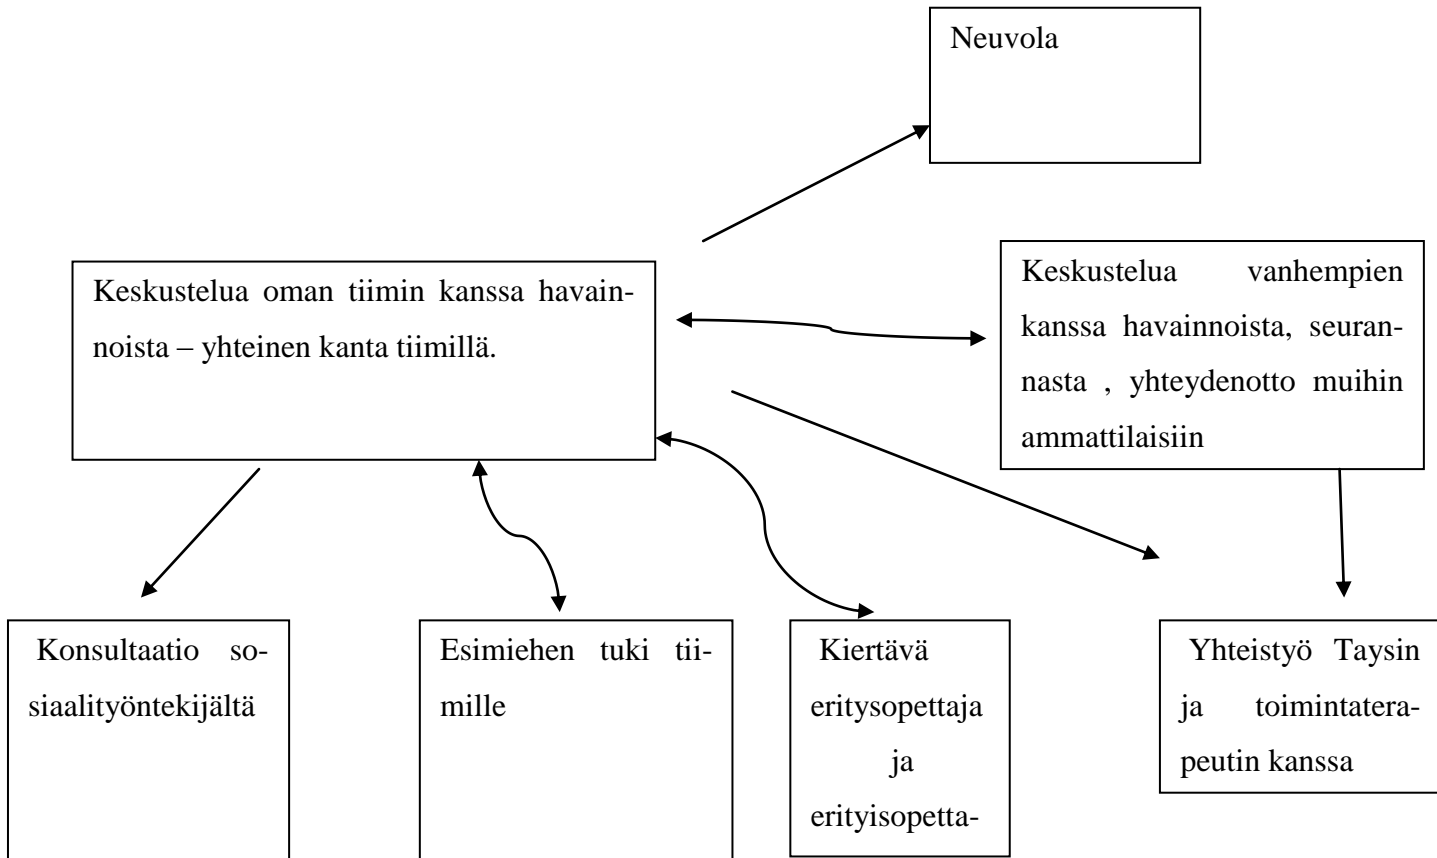 Neuvola
Keskustelua oman tiimin kanssa havain-
noista – yhteinen kanta tiimillä.
Keskustelua vanhempien
kanssa havainnoista, seuran-
nasta , yhteydenotto muihin
ammattilaisiin
Konsultaatio so-
siaalityöntekijältä
Esimiehen tuki tii-
mille
Kiertävä
eritysopettaja
ja
erityisopetta-
Yhteistyö Taysin
ja toimintatera-
peutin kanssa